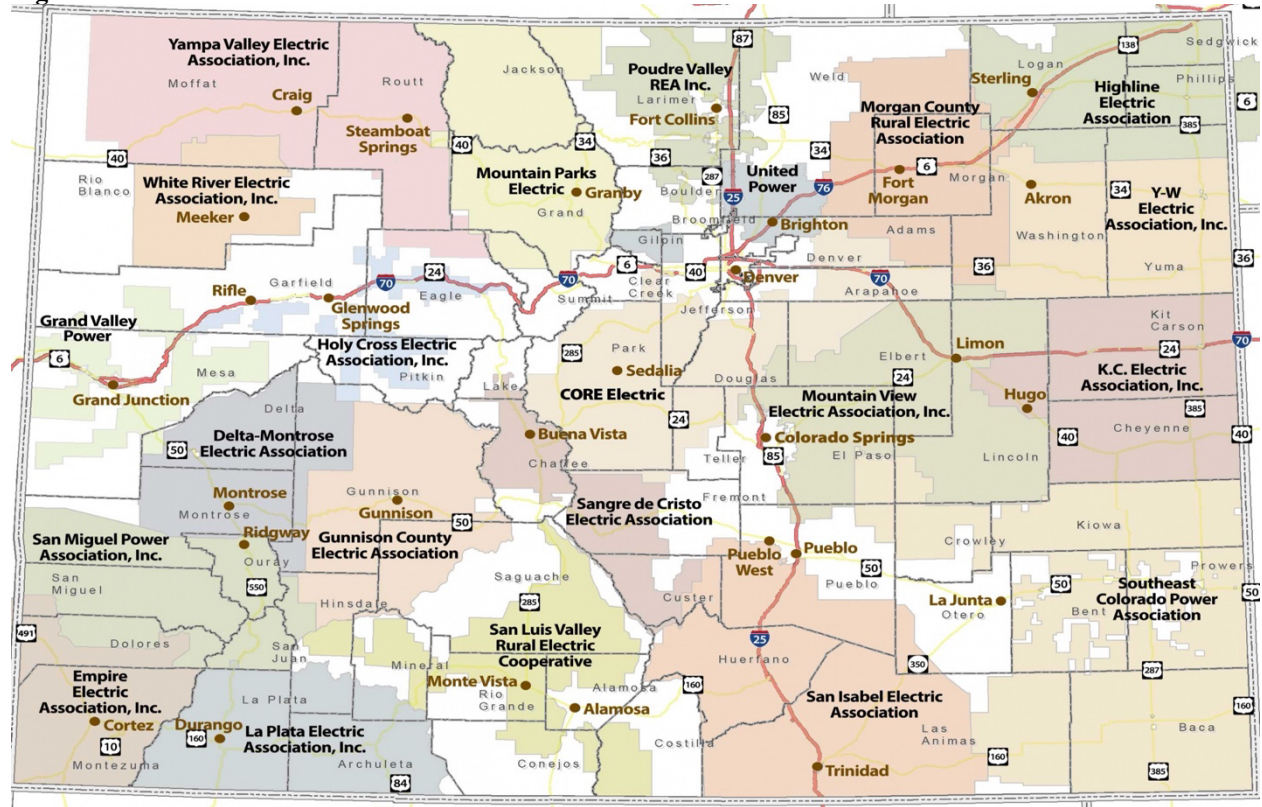 Yampa Valley Electric
Association, Inc.
Moffat
Routt
Craig
Steamboat
Springs
40
40
Jackson
34
Mountain Parks
Electric
Granby
Grand
Poudre Valley
REA Inc.
Larimer
Fort Collins
87
85
Weld
36
287
34
Boulder
Broomfield
United
Power
25
76
Brighton
Morgan County
Rural Electric
Association
Fort
Morgan
6
Morgan
Adams
Sterling
Logan
138
Sedgwick
Phillips
Highline
Electric
Association
6
385
Akron
34
Y-W
Electric
Association, Inc.
Washington
Yuma
36
36
Rio
Blanco
White River Electric
Association, Inc.
Meeker
Gilpin
6
40
Clear
Creek
Denver
Denver
70
Arapahoe
Jefferson
Rifle
Garfield
Glenwood
Springs
70
24
Eagle
70
Summit
Grand Valley
Power
6
Mesa
Grand Junction
Holy Cross Electric
Association, Inc.
Pitkin
Lake
285
Park
Sedalia
CORE Electric
24
Douglas
Elbert
24
Limon
Mountain View
Electric Association, Inc.
Hugo
Kit
Carson
24
70
K.C. Electric
Association, Inc.
385
Cheyenne
40
40
Delta
Delta-Montrose
Electric Association
50
Montrose
Montrose
Ridgway
Ouray
Buena Vista
Chaffee
Colorado Springs
85
El Paso
Teller
Lincoln
Gunnison
Gunnison
50
Gunnison County
Electric Association
Sangre de Cristo
Electric Association
Fremont
San Miguel Power
Association, Inc.
San
Miguel
550
Hinsdale
Saguache
285
Custer
Pueblo
West
Pueblo
50
Pueblo
Crowley
Kiowa
La Junta
Otero
50
Bent
Prowers
50
Southeast
Colorado Power
Association
287
491
Dolores
San
Juan
Mineral
San Luis Valley
Rural Electric
Cooperative
25
Huerfano
350
Empire
Electric
Association, Inc.
Cortez
10
Montezuma
La Plata
Durango
160
La Plata Electric
Association, Inc.
Archuleta
84
Monte Vista
Rio
Grande
Alamosa
Alamosa
160
Conejos
Costilla
San Isabel Electric
Association
Las
Animas
160
Trinidad
Baca
160
385